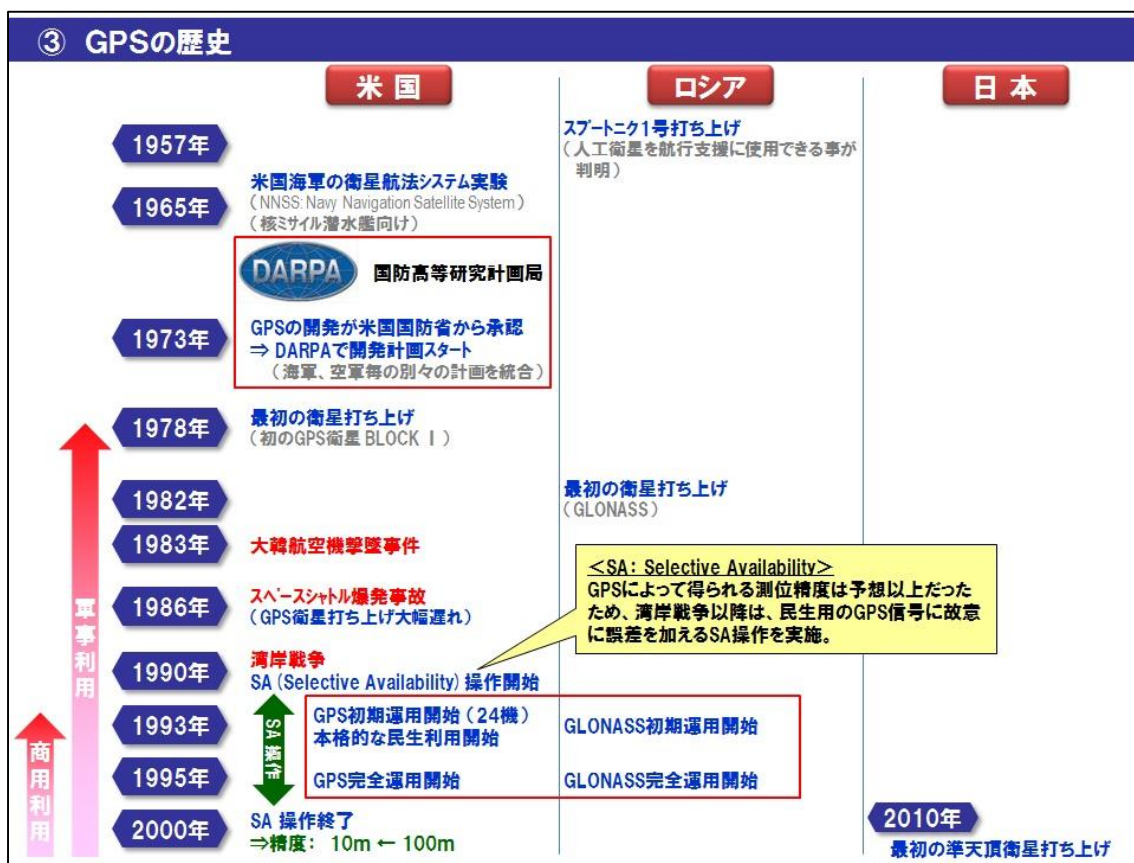 ③ GPSの歴史
米 国
ロシア
日 本
1957年
スプートニク1号打ち上げ
（人工衛星を航行支援に使用できる事が
判明）
1965年
米国海軍の衛星航法システム実験
（NNSS: Navy Navigation Satellite System）
（核ミサイル潜水艦向け）
DARPA
国防高等研究計画局
1973年
GPSの開発が米国国防省から承認
⇒ DARPAで開発計画スタート
（海軍、空軍毎の別々の計画を統合）
1978年
最初の衛星打ち上げ
（初のGPS衛星 BLOCK Ⅰ）
1982年
最初の衛星打ち上げ
（GLONASS）
1983年
大韓航空機撃墜事件
1986年
スペースシャトル爆発事故
（GPS衛星打ち上げ大幅遅れ）
＜SA： Selective Availability＞
GPSによって得られる測位精度は予想以上だった
ため、湾岸戦争以降は、民生用のGPS信号に故意
に誤差を加えるSA操作を実施。
1990年
湾岸戦争
SA（Selective Availability）操作開始
1993年
GPS初期運用開始（24機）
本格的な民生利用開始
GLONASS初期運用開始
1995年
GPS完全運用開始
GLONASS完全運用開始
SA 操作
2000年
SA 操作終了
⇒精度： 10m ← 100m
2010年
最初の準天頂衛星打ち上げ
軍事利用
商用利用